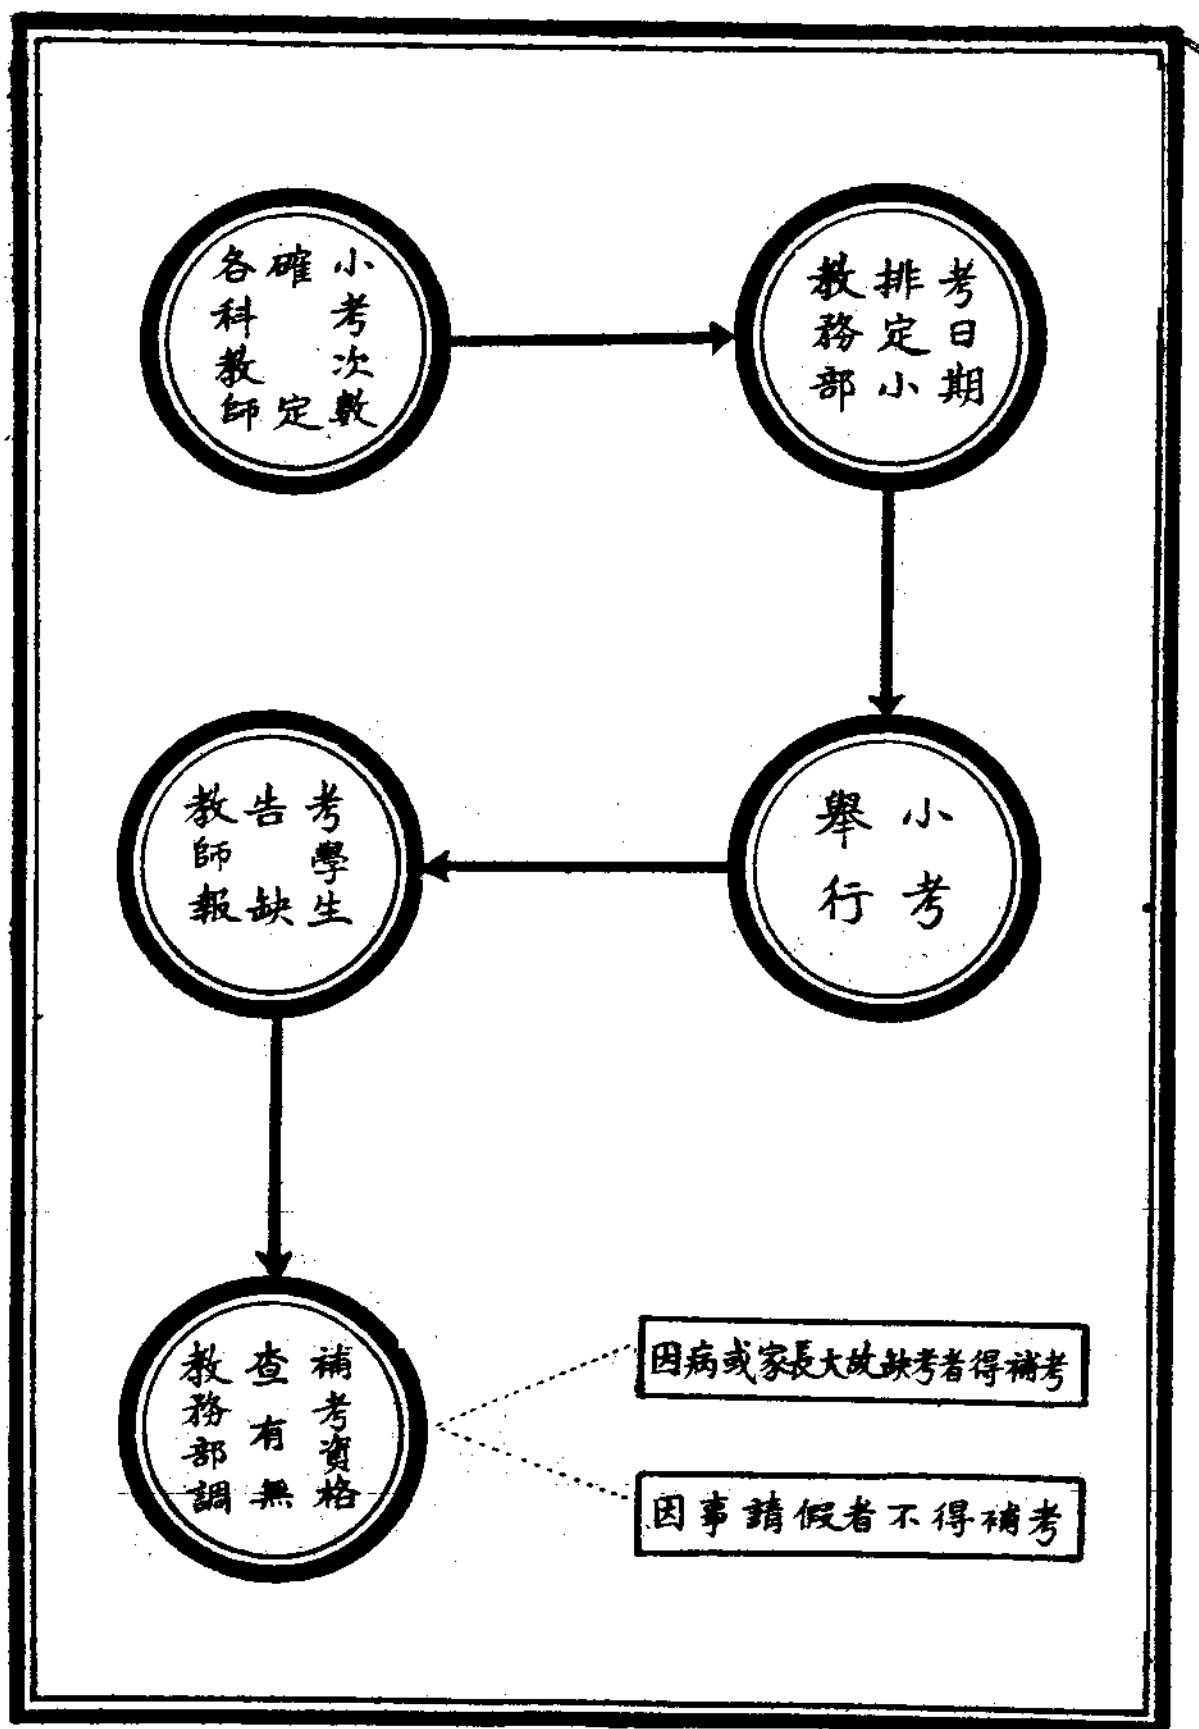 各科教師
確定
小考次數
教務部
排定小
考日期
舉行
小考
教師報
告缺
考學生
教務部調
查有無
補考資格
因病或家長大故缺考者得補考
因事請假者不得補考